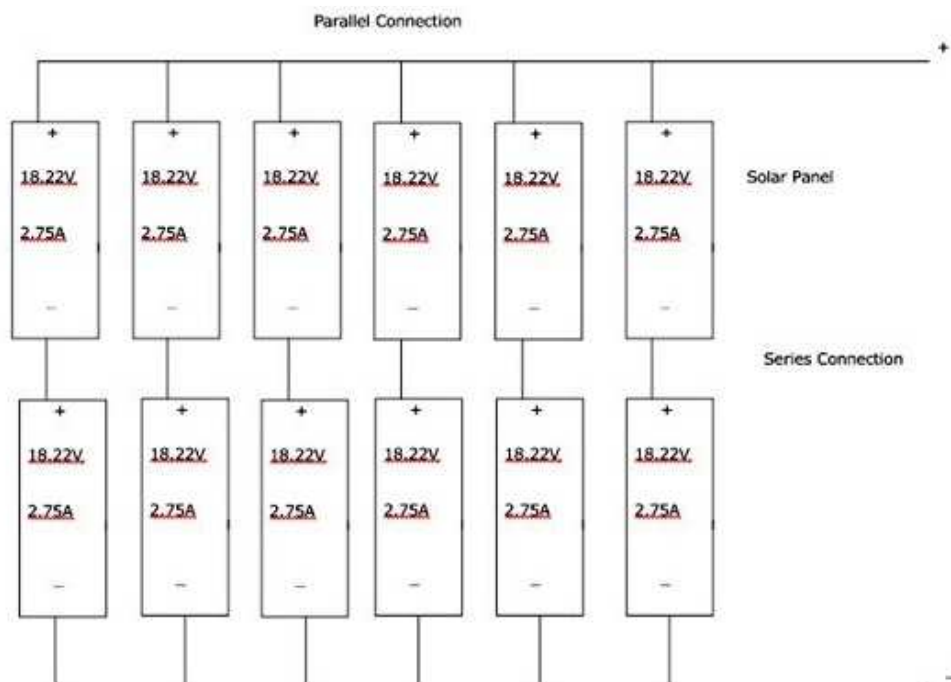 Parallel Connection
+
+ + + + + +
18.22V 18.22V 18.22V 18.22V 18.22V 18.22V
Solar Panel
2.75A 2.75A 2.75A 2.75A 2.75A 2.75A
_ _ _ _ _ _
Series Connection
+ + + + + +
18.22V 18.22V 18.22V 18.22V 18.22V 18.22V
2.75A 2.75A 2.75A 2.75A 2.75A 2.75A
_ _ _ _ _ _